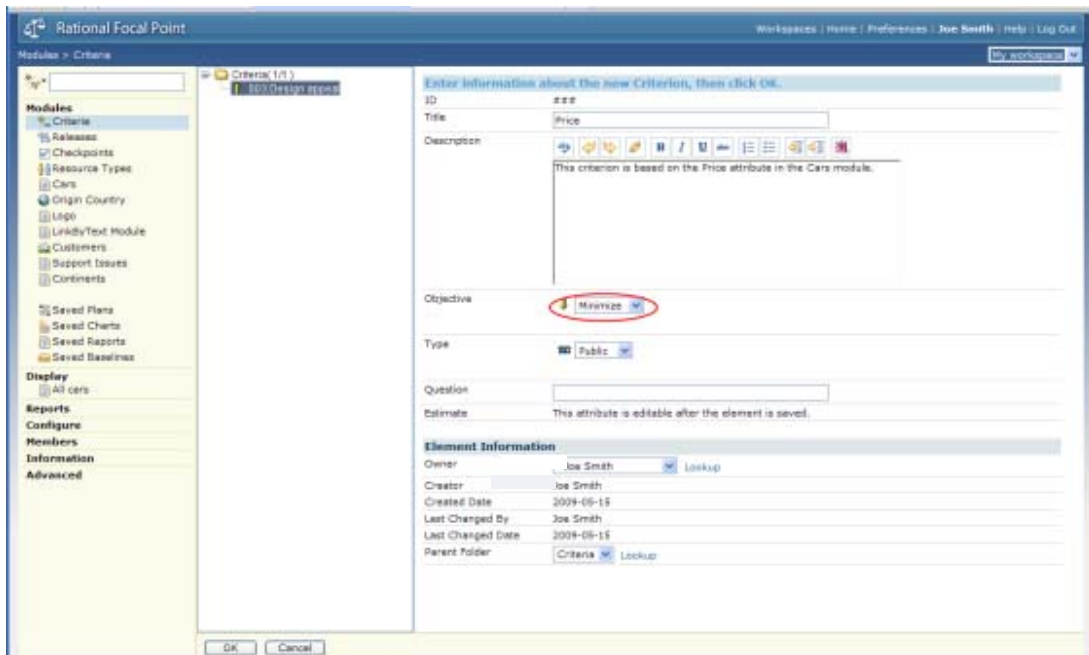 Rational Focal Point
Workspaces | Home | Preferences | Joe Smith | Help | Log Out
Modules > Criteria
My workspace
Modules
Criteria
Releases
Checkpoints
Resource Types
Cars
Origin Country
Logo
LinkByText Module
Customers
Support Issues
Continents
Saved Plans
Saved Charts
Saved Reports
Saved Baselines
Display
All cars
Reports
Configure
Members
Information
Advanced
Criteria( 1/1 )
Design appeal
Enter information about the new Criterion, then click OK.
ID ###
Title Price
Description
B I U abc
This criterion is based on the Price attribute in the Cars module.
Objective Minimize
Type Public
Question
Estimate This attribute is editable after the element is saved.
Element Information
Owner Joe Smith Lookup
Creator Joe Smith
Created Date 2009-05-15
Last Changed By Joe Smith
Last Changed Date 2009-05-15
Parent Folder Criteria Lookup
OK Cancel